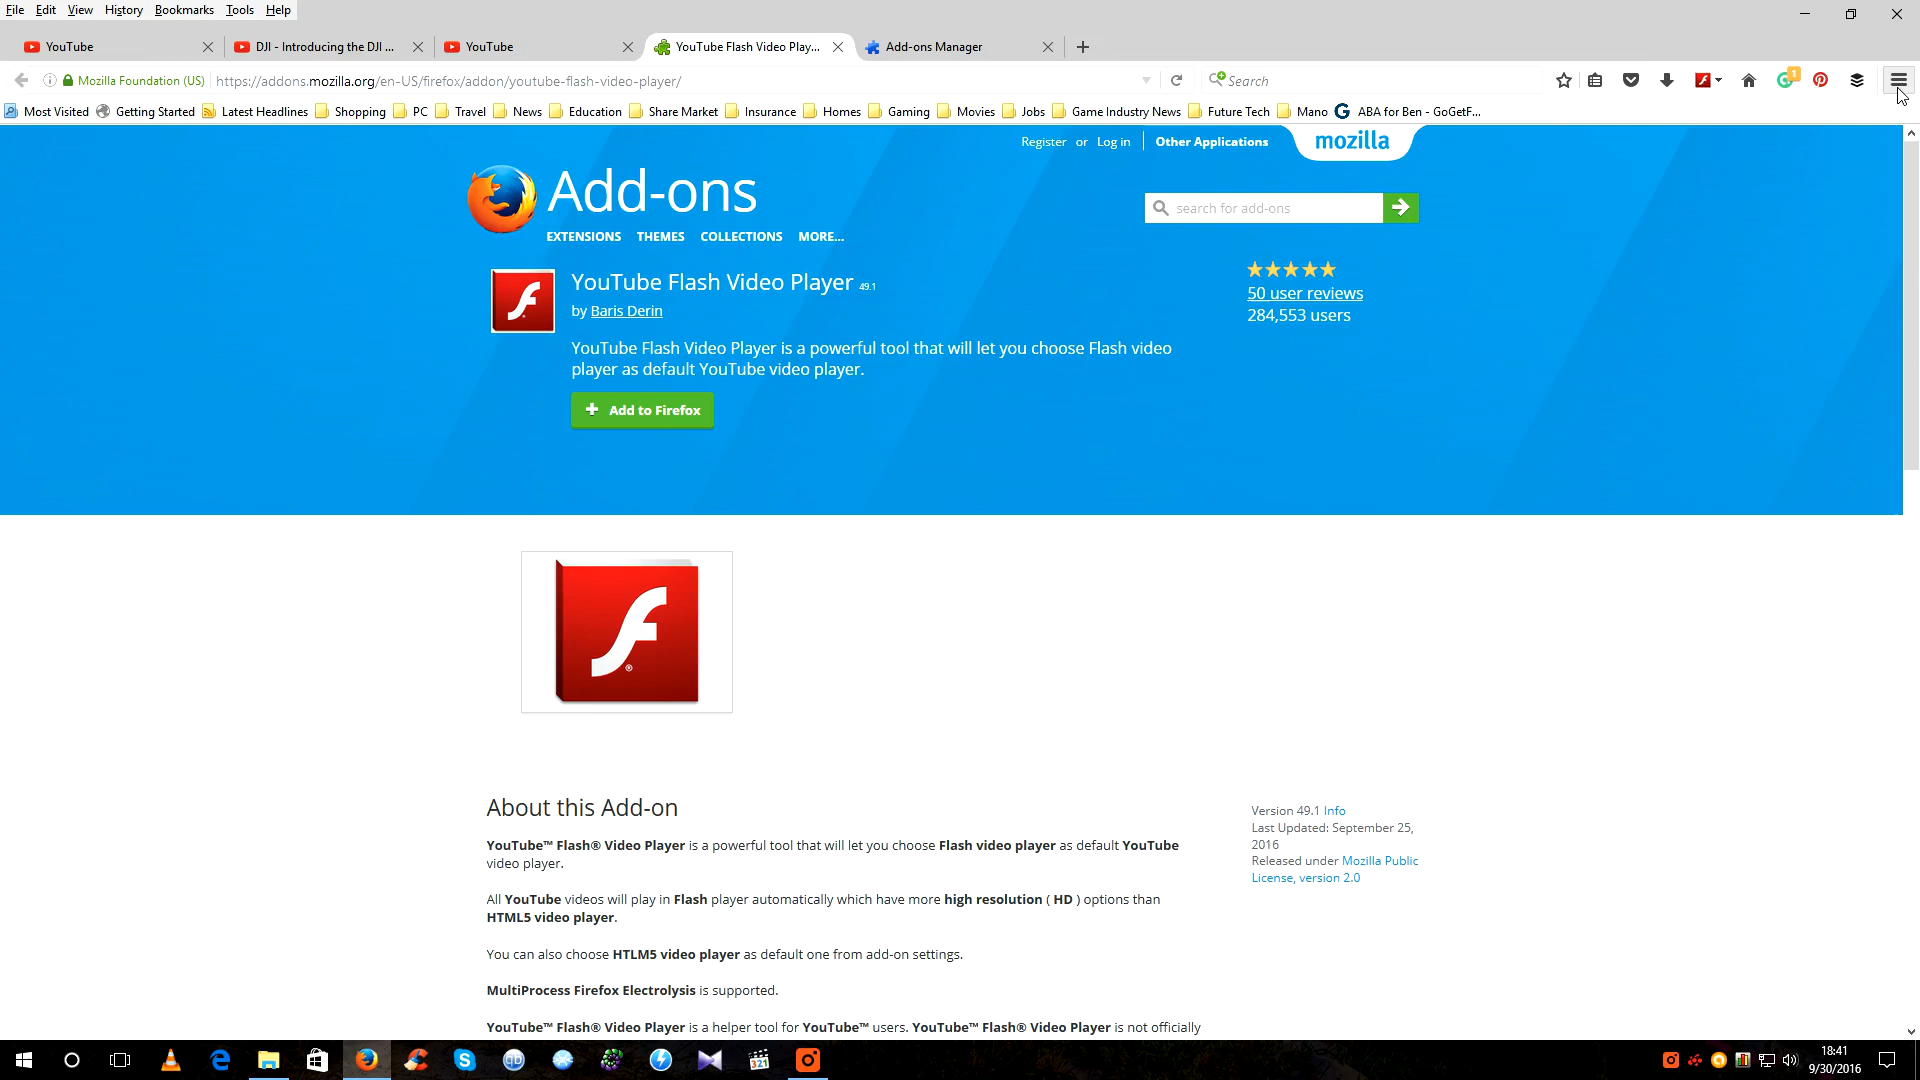 File Edit View History Bookmarks Tools Help
YouTube
DJI - Introducing the DJI ...
YouTube
YouTube Flash Video Play...
Add-ons Manager
Mozilla Foundation (US) https://addons.mozilla.org/en-US/firefox/addon/youtube-flash-video-player/
Search
1
Most Visited Getting Started Latest Headlines Shopping PC Travel News Education Share Market Insurance Homes Gaming Movies Jobs Game Industry News Future Tech Mano G ABA for Ben - GoGetF...
Register or Log in Other Applications mozilla
Add-ons
search for add-ons
EXTENSIONS THEMES COLLECTIONS MORE...
YouTube Flash Video Player 49.1
by Baris Derin
50 user reviews
284,553 users
YouTube Flash Video Player is a powerful tool that will let you choose Flash video
player as default YouTube video player.
Add to Firefox
About this Add-on
YouTube™ Flash® Video Player is a powerful tool that will let you choose Flash video player as default YouTube
video player.
All YouTube videos will play in Flash player automatically which have more high resolution ( HD ) options than
HTML5 video player.
You can also choose HTLM5 video player as default one from add-on settings.
MultiProcess Firefox Electrolysis is supported.
YouTube™ Flash® Video Player is a helper tool for YouTube™ users. YouTube™ Flash® Video Player is not officially
Version 49.1 Info
Last Updated: September 25,
2016
Released under Mozilla Public
License, version 2.0
321
18:41
9/30/2016